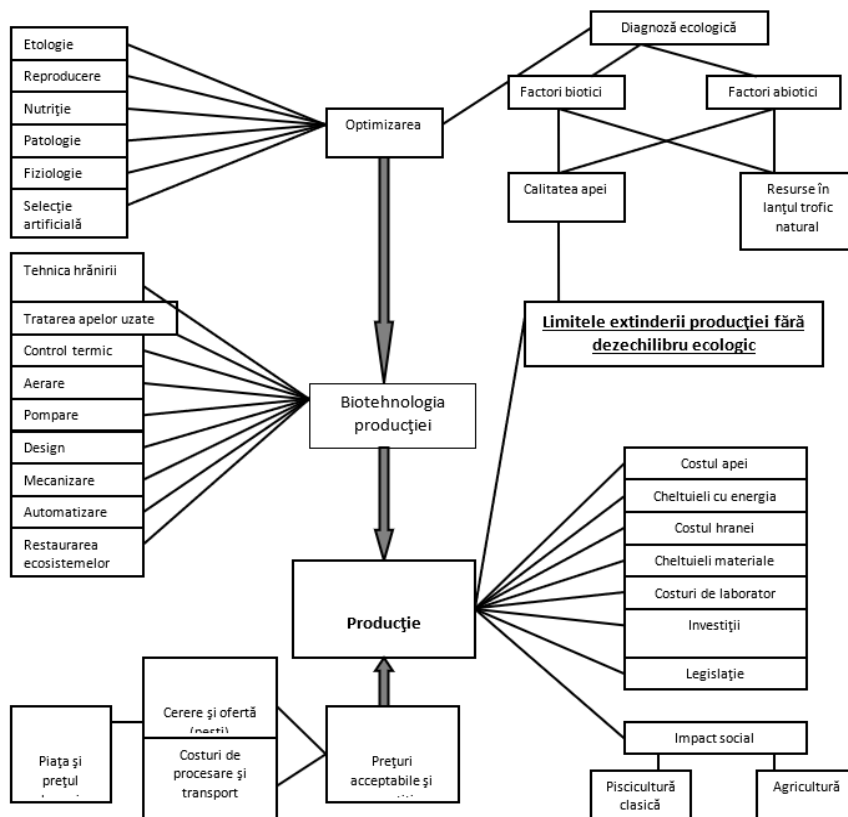 Etologie
Reproducere
Nutriţie
Patologie
Fiziologie
Selecţie
artificială
Optimizarea
Diagnoză ecologică
Factori biotici
Factori abiotici
Calitatea apei
Resurse în
lanţul trofic
natural
Limitele extinderii producţiei fără
dezechilibru ecologic
Tehnica hrănirii
Tratarea apelor uzate
Control termic
Aerare
Pompare
Design
Mecanizare
Automatizare
Restaurarea
ecosistemelor
Biotehnologia
producţiei
Producţie
Costul apei
Cheltuieli cu energia
Costul hranei
Cheltuieli materiale
Costuri de laborator
Investiţii
Legislaţie
Impact social
Piscicultură
clasică
Agricultură
Piaţa şi
preţul
Cerere şi ofertă
(peşti)
Costuri de
procesare şi
transport
Preţuri
acceptabile şi